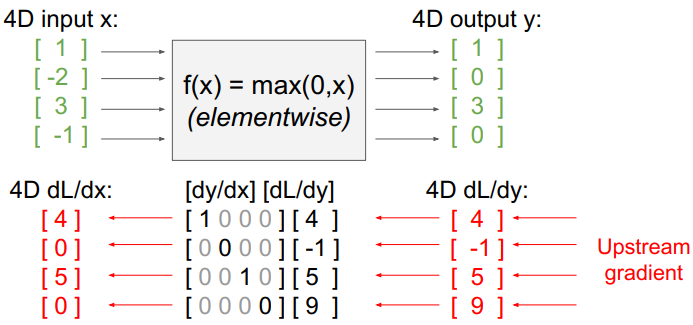 4D input x: 4D output y:
[ 1 ] [ 1 ]
[ -2 ] f(x) = max(0,x) [ 0 ]
[ 3 ] (elementwise) [ 3 ]
[ -1 ] [ 0 ]
4D dL/dx: [dy/dx] [dL/dy] 4D dL/dy:
[ 4 ] [ 1 0 0 0 ] [ 4 ] [ 4 ]
[ 0 ] [ 0 0 0 0 ] [ -1 ] [ -1 ] Upstream
[ 5 ] [ 0 0 1 0 ] [ 5 ] [ 5 ] gradient
[ 0 ] [ 0 0 0 0 ] [ 9 ] [ 9 ]